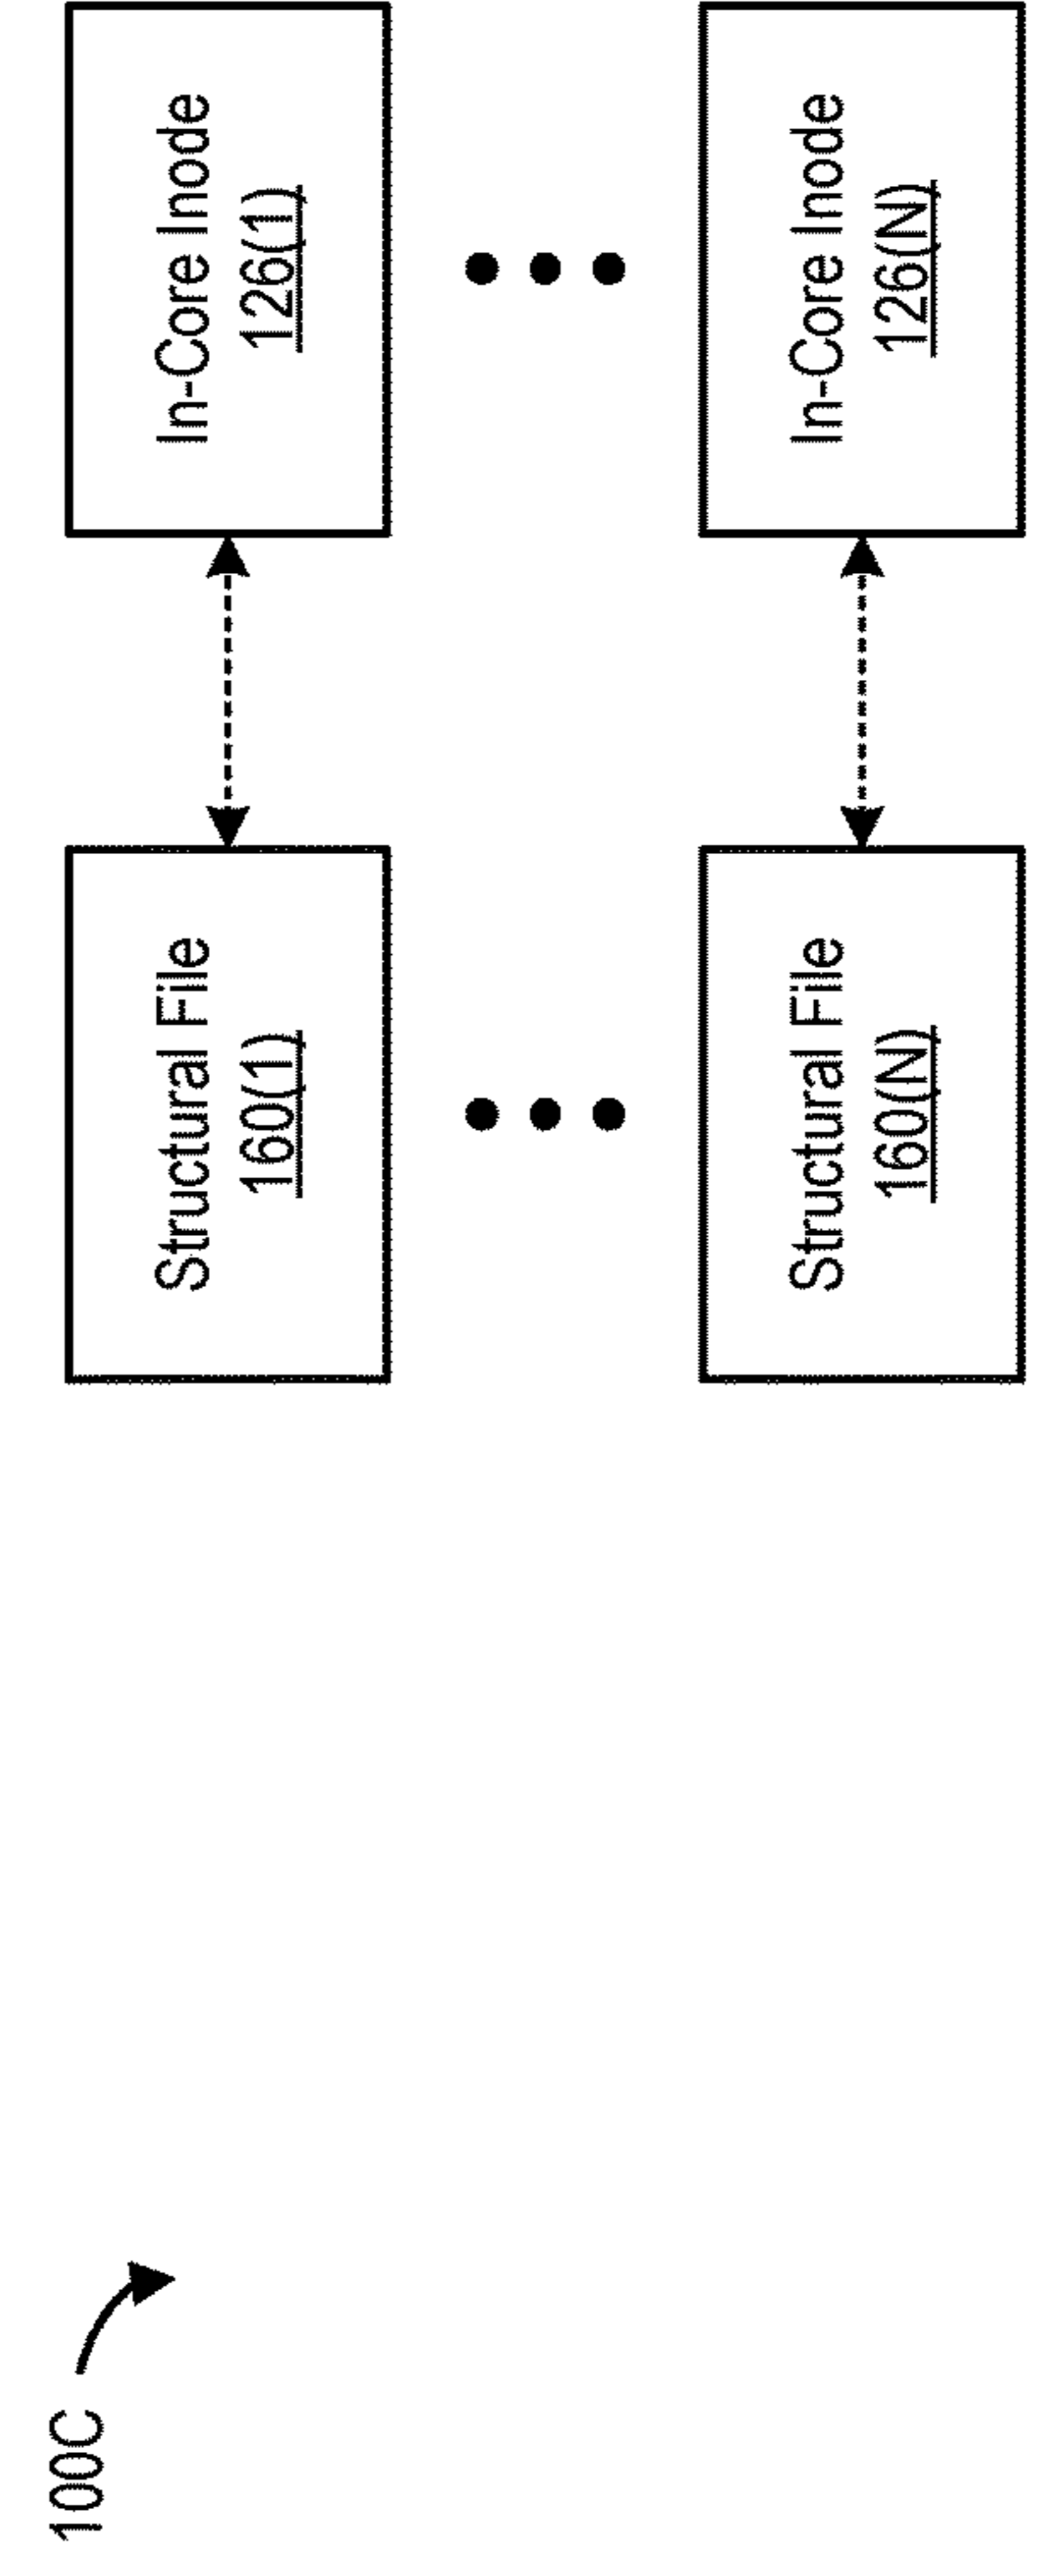 100C
Structural File
160(1)
In-Core Inode
126(1)
Structural File
160(N)
In-Core Inode
126(N)